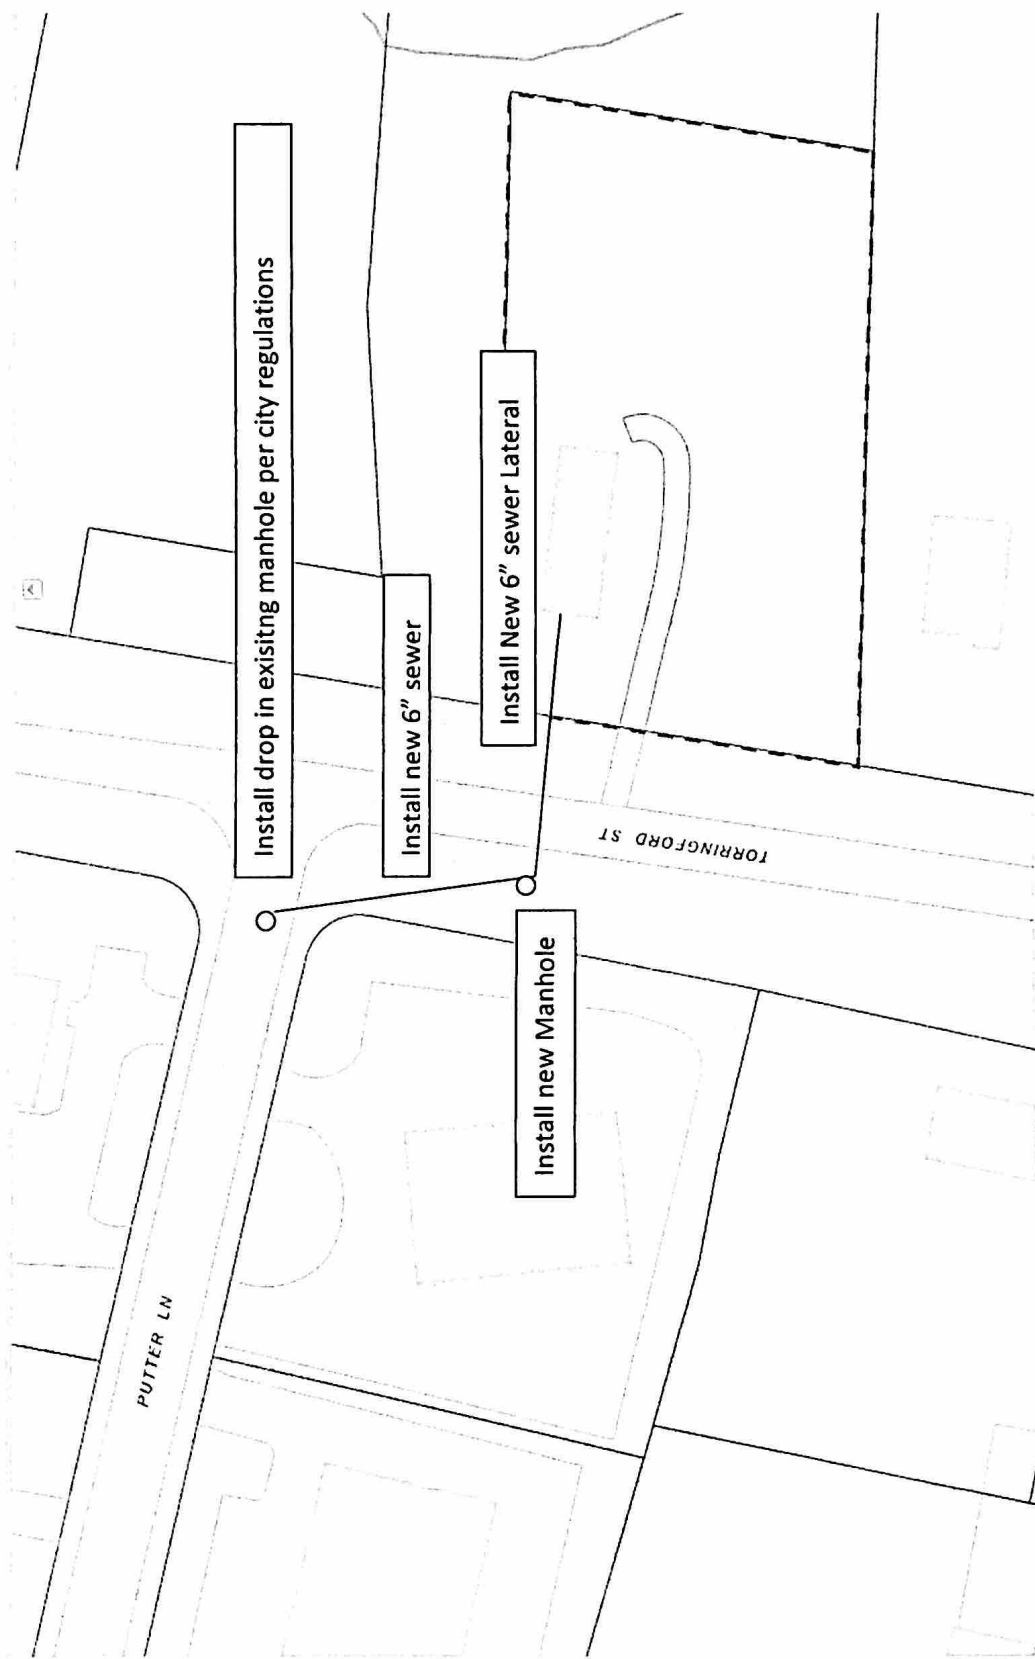 Install drop in exisitng manhole per city regulations
Install new 6” sewer
Install New 6” sewer Lateral
Install new Manhole
TORRINGFORD ST
PUTTER LN